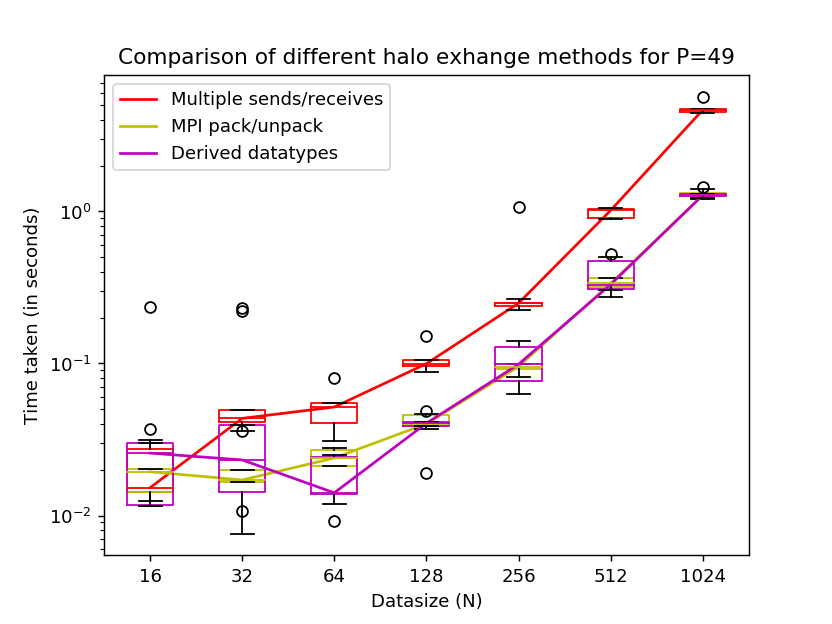 Comparison of different halo exhange methods for P=49
Multiple sends/receives
MPI pack/unpack
Derived datatypes
Time taken (in seconds)
10⁰
10⁻¹
10⁻²
16 32 64 128 256 512 1024
Datasize (N)